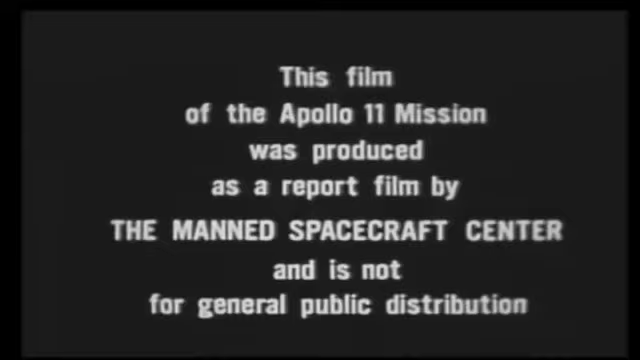 This film
of the Apollo 11 Mission
was produced
as a report film by
THE MANNED SPACECRAFT CENTER
and is not
for general public distribution